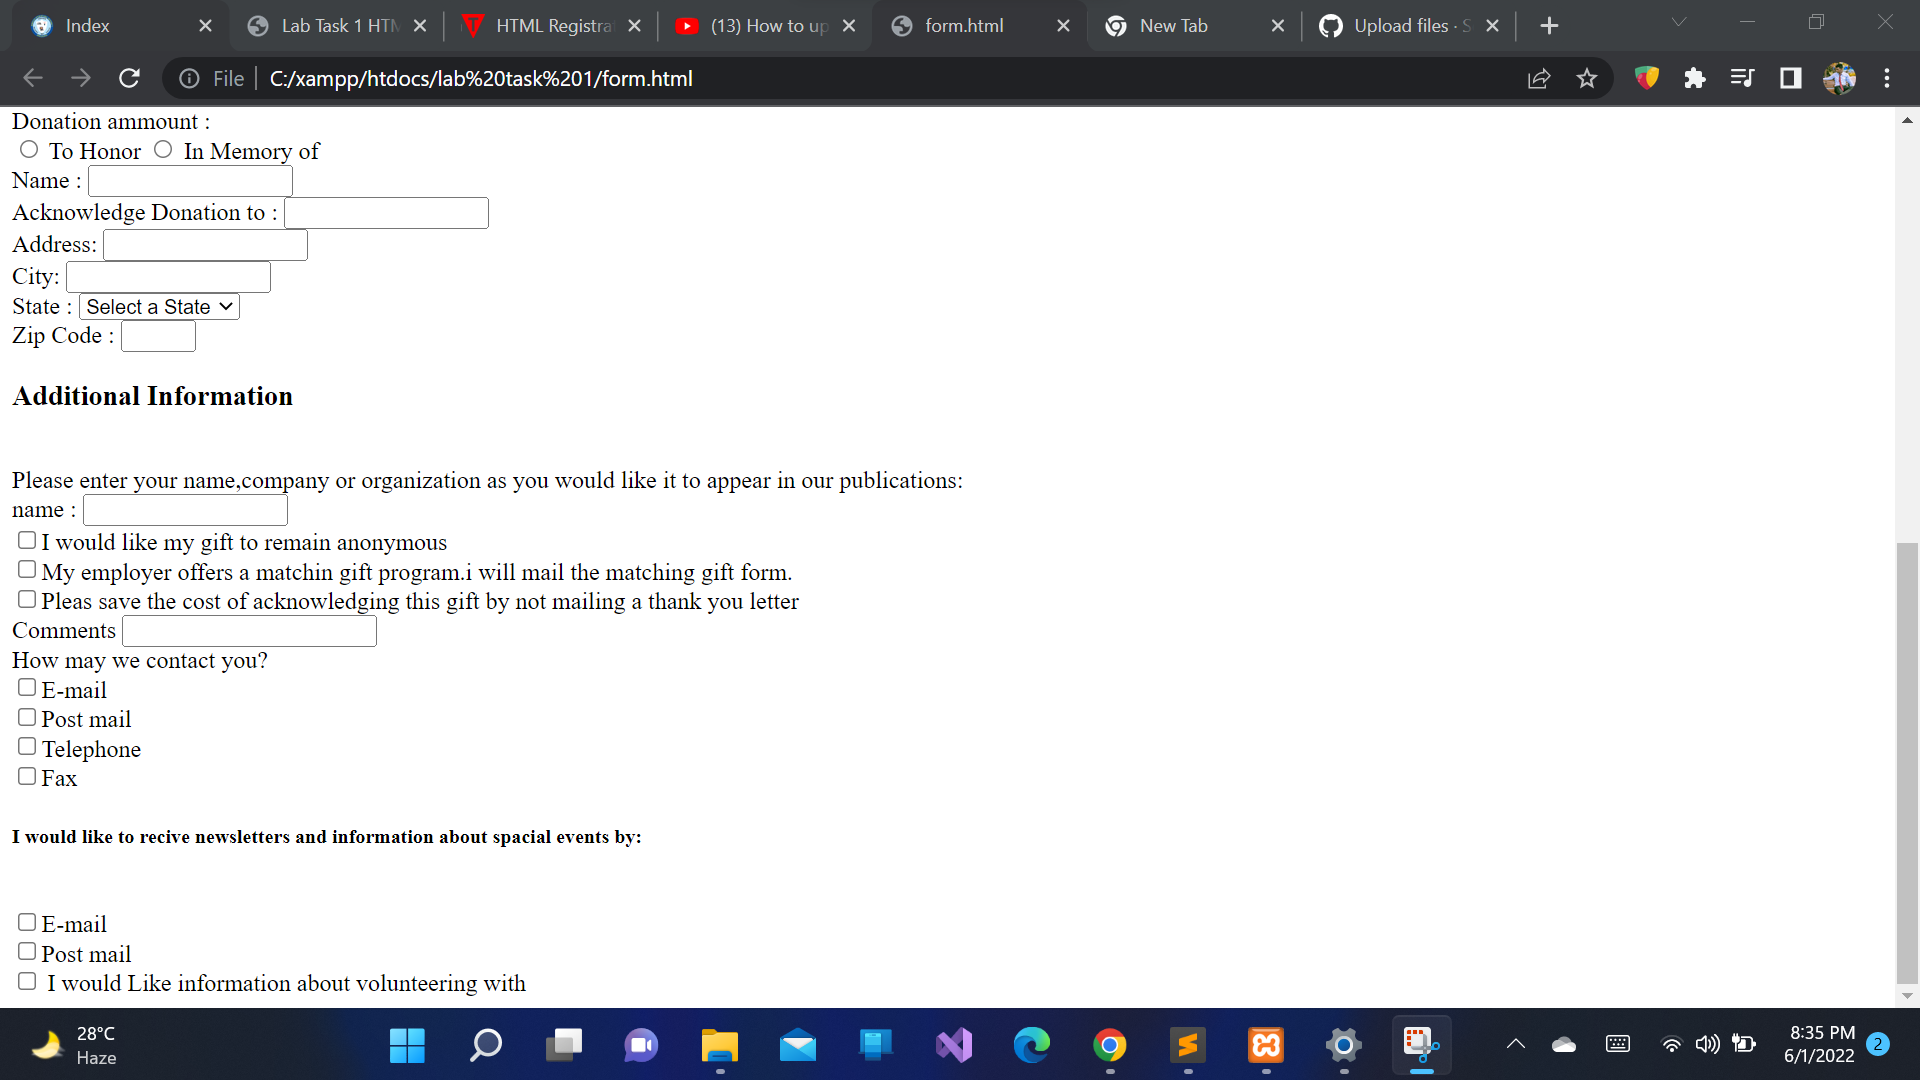 Index
Lab Task 1 HTM
HTML Registra
(13) How to up
form.html
New Tab
Upload files · S
File
C:/xampp/htdocs/lab%20task%201/form.html
Donation ammount :
To Honor In Memory of
Name :
Acknowledge Donation to :
Address:
City:
State : Select a State
Zip Code :
Additional Information
Please enter your name,company or organization as you would like it to appear in our publications:
name :
I would like my gift to remain anonymous
My employer offers a matchin gift program.i will mail the matching gift form.
Pleas save the cost of acknowledging this gift by not mailing a thank you letter
Comments
How may we contact you?
E-mail
Post mail
Telephone
Fax
I would like to recive newsletters and information about spacial events by:
E-mail
Post mail
I would Like information about volunteering with
28°C
Haze
8:35 PM
6/1/2022
2